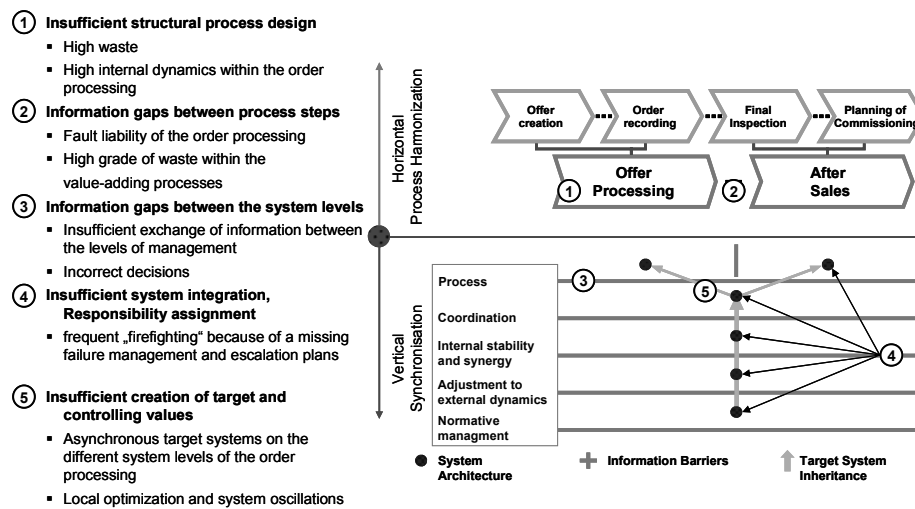 1 Insufficient structural process design
▪ High waste
▪ High internal dynamics within the order
processing
2 Information gaps between process steps
▪ Fault liability of the order processing
▪ High grade of waste within the
value-adding processes
3 Information gaps between the system levels
▪ Insufficient exchange of information between
the levels of management
▪ Incorrect decisions
4 Insufficient system integration,
Responsibility assignment
▪ frequent „firefighting“ because of a missing
failure management and escalation plans
5 Insufficient creation of target and
controlling values
▪ Asynchronous target systems on the
different system levels of the order
processing
▪ Local optimization and system oscillations
Horizontal
Process Harmonization
Vertical
Synchronisation
Offer
creation
Order
recording
Final
Inspection
Planning of
Commissioning
1 Offer
Processing
2 After
Sales
Process
3
5
Coordination
Internal stability
and synergy
4
Adjustment to
external dynamics
Normative
managment
System
Architecture
Information Barriers
Target System
Inheritance